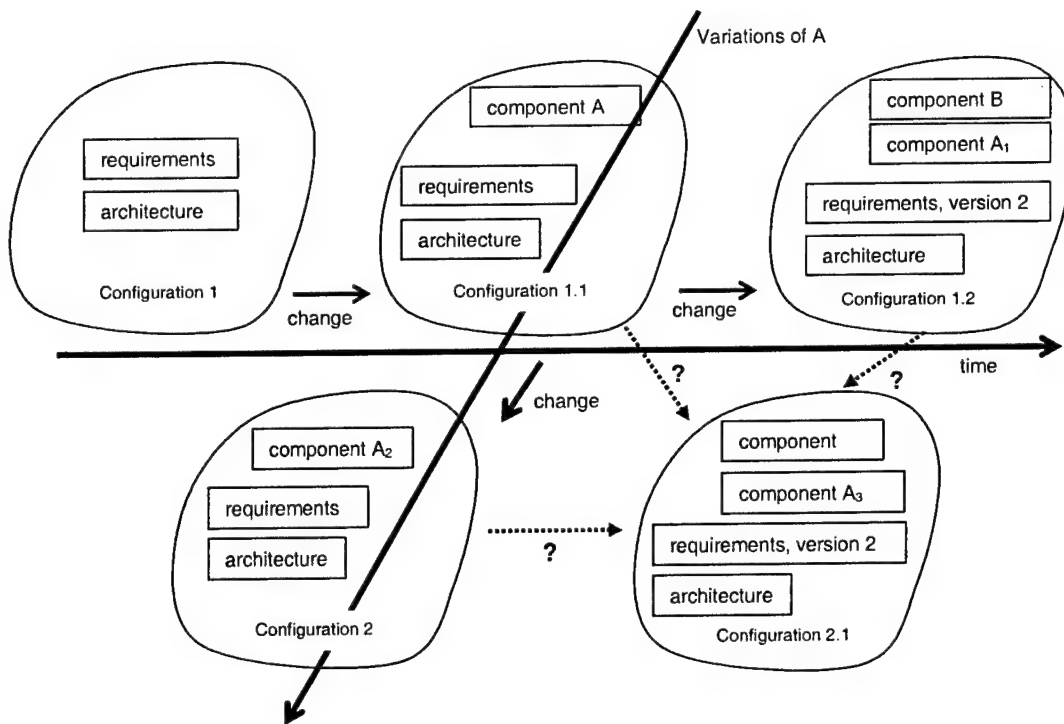 Variations of A
requirements
architecture
Configuration 1
change
component A
requirements
architecture
Configuration 1.1
change
component B
component A₁
requirements, version 2
architecture
Configuration 1.2
time
?
?
change
component A₂
requirements
architecture
Configuration 2
?
component
component A₃
requirements, version 2
architecture
Configuration 2.1